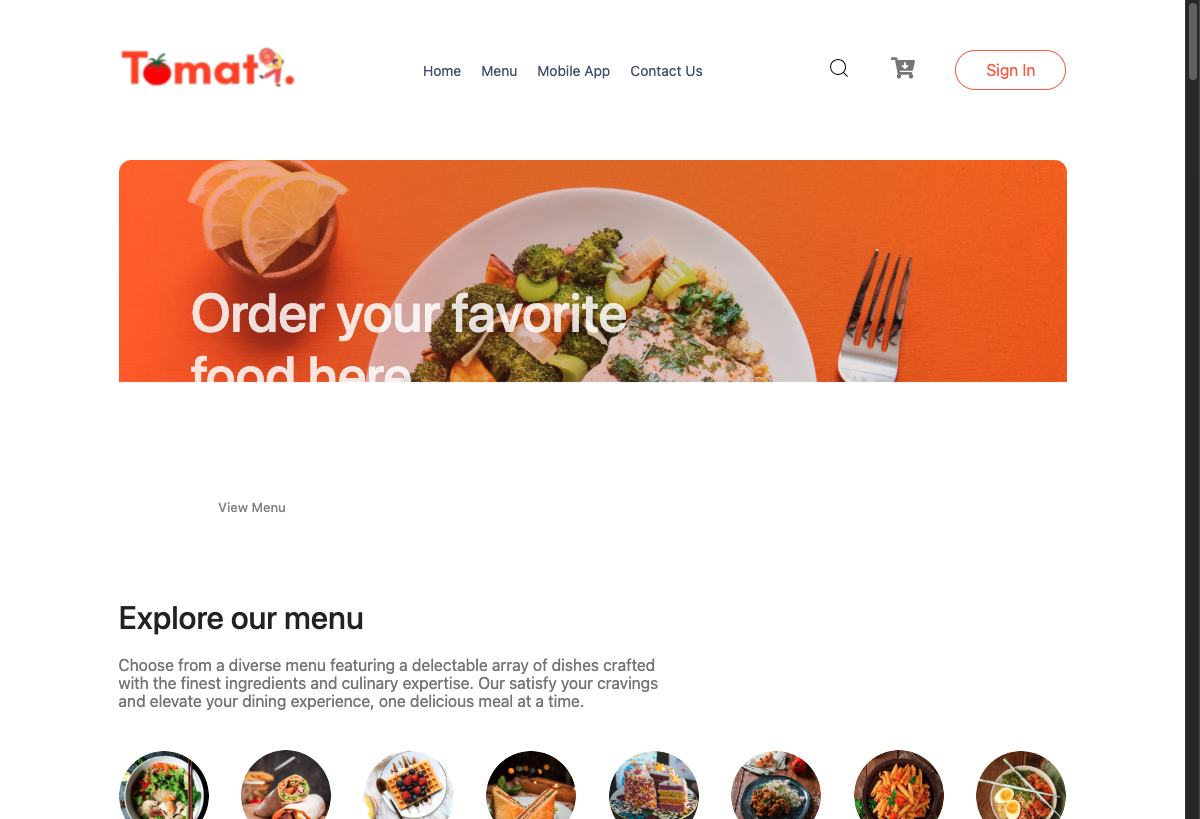 Tomato.
Home Menu Mobile App Contact Us
Sign In
Order your favorite
food here
View Menu
Explore our menu
Choose from a diverse menu featuring a delectable array of dishes crafted
with the finest ingredients and culinary expertise. Our satisfy your cravings
and elevate your dining experience, one delicious meal at a time.